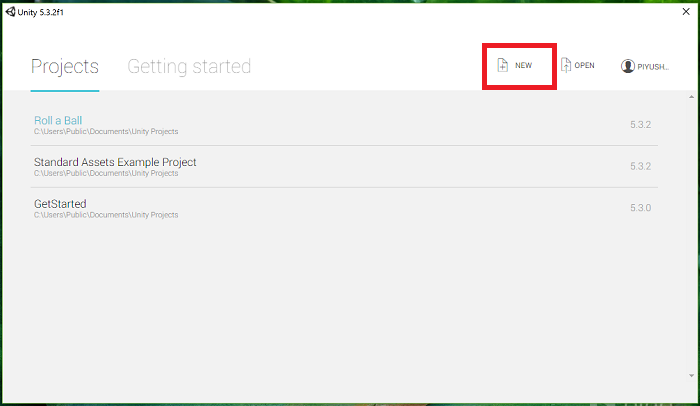 Unity 5.3.2f1
Projects Getting started NEW OPEN PIYUSH...
Roll a Ball 5.3.2
C:\Users\Public\Documents\Unity Projects
Standard Assets Example Project 5.3.2
C:\Users\Public\Documents\Unity Projects
GetStarted 5.3.0
C:\Users\Public\Documents\Unity Projects